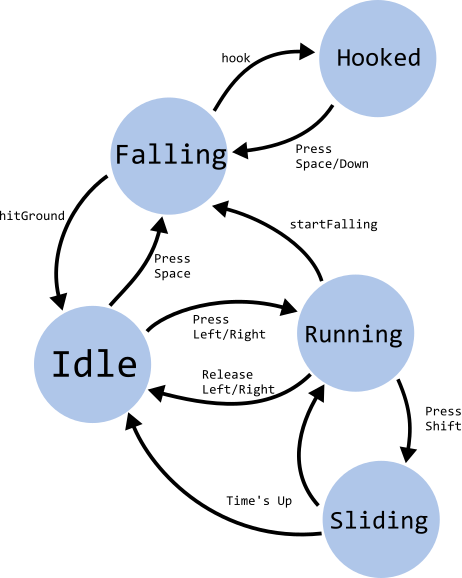 hook
Hooked
Falling
Press
Space/Down
hitGround
startFalling
Press
Space
Press
Left/Right
Running
Idle
Release
Left/Right
Press
Shift
Time's Up
Sliding